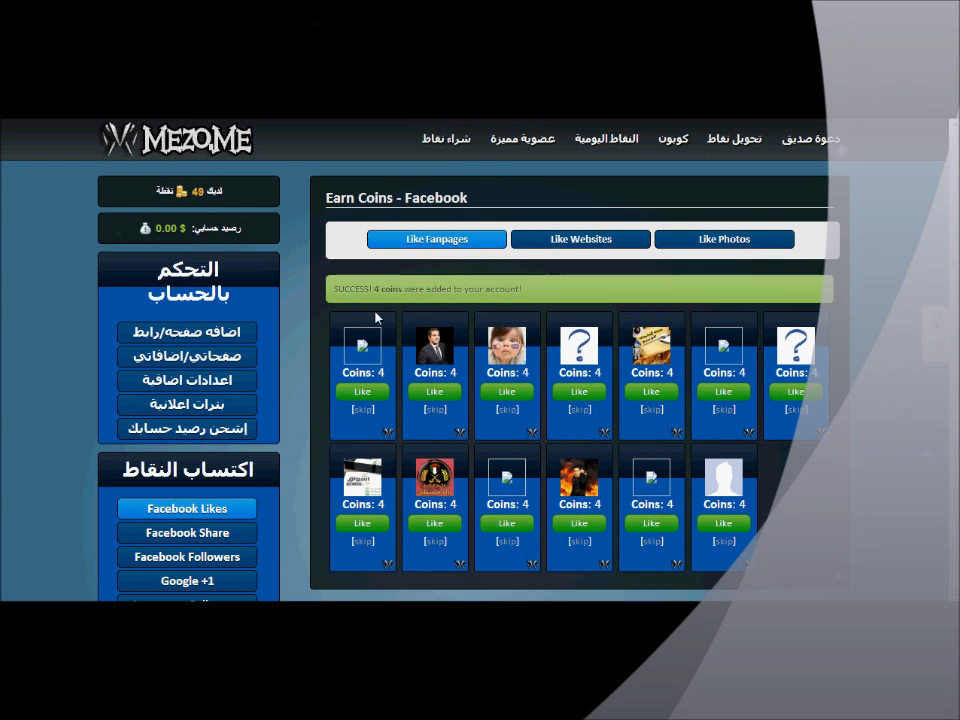 MEZO.ME
دعوة صديق
تحويل نقاط
كوبون
النقاط اليومية
عضوية مميزة
شراء نقاط
لديك 49 نقطة
رصيد حسابي: 0.00 $
التحكم
بالحساب
اضافه صفحه/رابط
صفحاتي/اضافاتي
اعدادات اضافية
بنرات اعلانية
إشحن رصيد حسابك
اكتساب النقاط
Facebook Likes
Facebook Share
Facebook Followers
Google +1
Earn Coins - Facebook
Like Fanpages
Like Websites
Like Photos
SUCCESS! 4 coins were added to your account!
Coins: 4 Coins: 4 Coins: 4 Coins: 4 Coins: 4 Coins: 4 Coins: 4
Like Like Like Like Like Like Like
[skip] [skip] [skip] [skip] [skip] [skip] [skip]
Coins: 4 Coins: 4 Coins: 4 Coins: 4 Coins: 4 Coins: 4
Like Like Like Like Like Like
[skip] [skip] [skip] [skip] [skip] [skip]